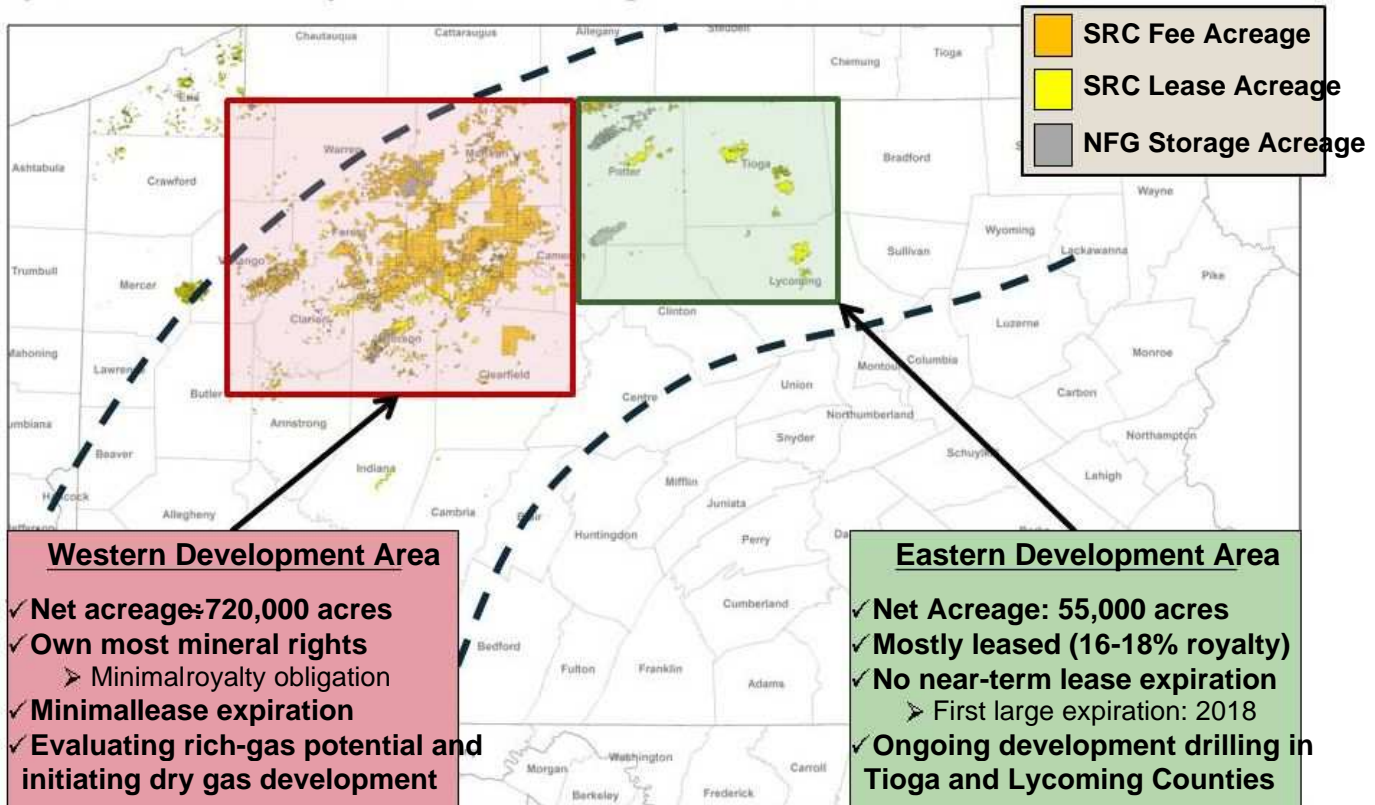 Chautauqua
Cattaraugus
Allegany
Steuben
Tioga
Chemung
SRC Fee Acreage
SRC Lease Acreage
NFG Storage Acreage
Erie
Warren
McKean
Potter
Tioga
Bradford
Wayne
Ashtabula
Crawford
Forest
Cameron
Venango
Sullivan
Wyoming
Lackawanna
Pike
Trumbull
Mercer
Lycoming
Clarion
Jefferson
Clinton
Luzerne
Monroe
Mahoning
Lawrence
Clearfield
Butler
Centre
Union
Montour
Columbia
Carbon
Armstrong
Northumberland
Snyder
Northampton
Beaver
Indiana
Schuylkill
Lahigh
Mifflin
Juniata
Hancock
Allegheny
Cambria
Blair
Huntingdon
Perry
Western Development Area
✓ Net acreage: 720,000 acres
✓ Own most mineral rights
➢ Minimal royalty obligation
✓ Minimal lease expiration
✓ Evaluating rich-gas potential and
initiating dry gas development
Eastern Development Area
✓ Net Acreage: 55,000 acres
✓ Mostly leased (16-18% royalty)
✓ No near-term lease expiration
➢ First large expiration: 2018
✓ Ongoing development drilling in
Tioga and Lycoming Counties
Cumberland
Bedford
Fulton
Franklin
Adams
Washington
Morgan
Berkeley
Frederick
Carroll